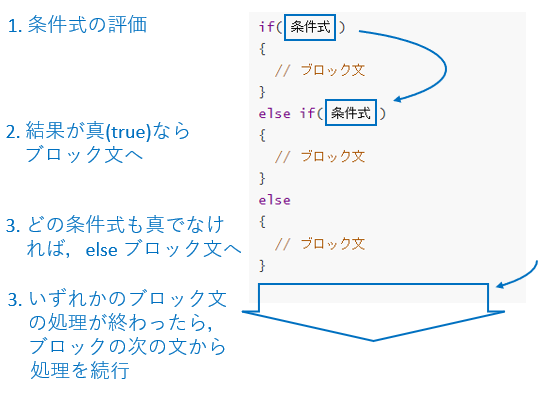 1. 条件式の評価
2. 結果が真(true)なら
ブロック文へ
3. どの条件式も真でなけ
れば，else ブロック文へ
3. いずれかのブロック文
の処理が終わったら，
ブロックの次の文から
処理を続行
if( 条件式 )
{
// ブロック文
}
else if( 条件式 )
{
// ブロック文
}
else
{
// ブロック文
}